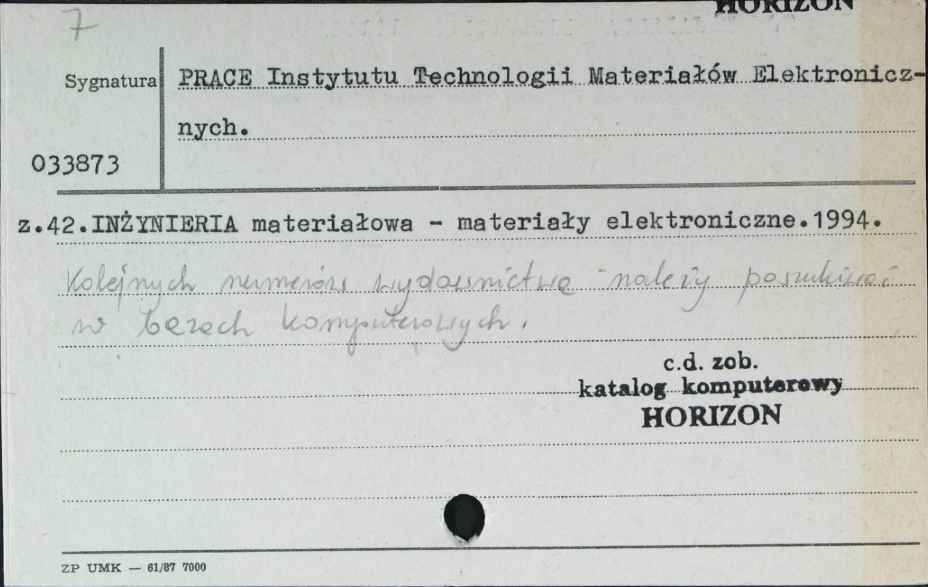 HORIZON
7
Sygnatura
PRACE Instytutu Technologii Materiałów Elektronicz-
nych.
033873
z.42.INŻYNIERIA materiałowa - materiały elektroniczne.1994.
Kolejnych numerów wydawnictwa należy poszukiwać
w bazach komputerowych.
c.d. zob.
katalog komputerowy
HORIZON
ZP UMK — 61/87 7000